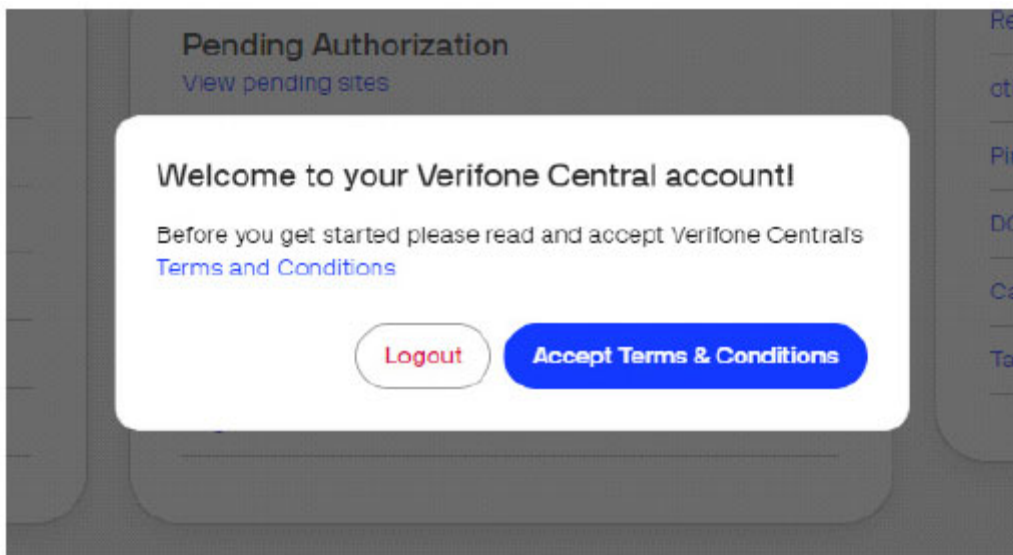 Pending Authorization
View pending sites
Welcome to your Verifone Central account!
Before you get started please read and accept Verifone Central's
Terms and Conditions
Logout
Accept Terms & Conditions